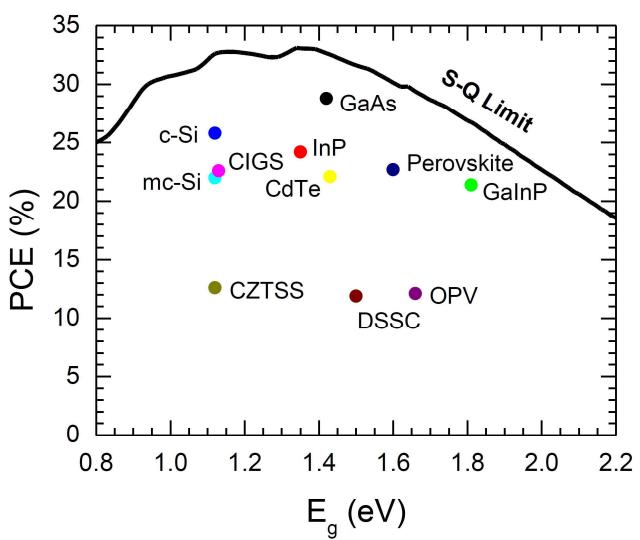 35
30
25
20
15
10
5
0
PCE (%)
S-Q Limit
GaAs
c-Si
InP
CIGS
mc-Si
CdTe
Perovskite
GaInP
CZTSS
OPV
DSSC
0.8 1.0 1.2 1.4 1.6 1.8 2.0 2.2
E_g (eV)